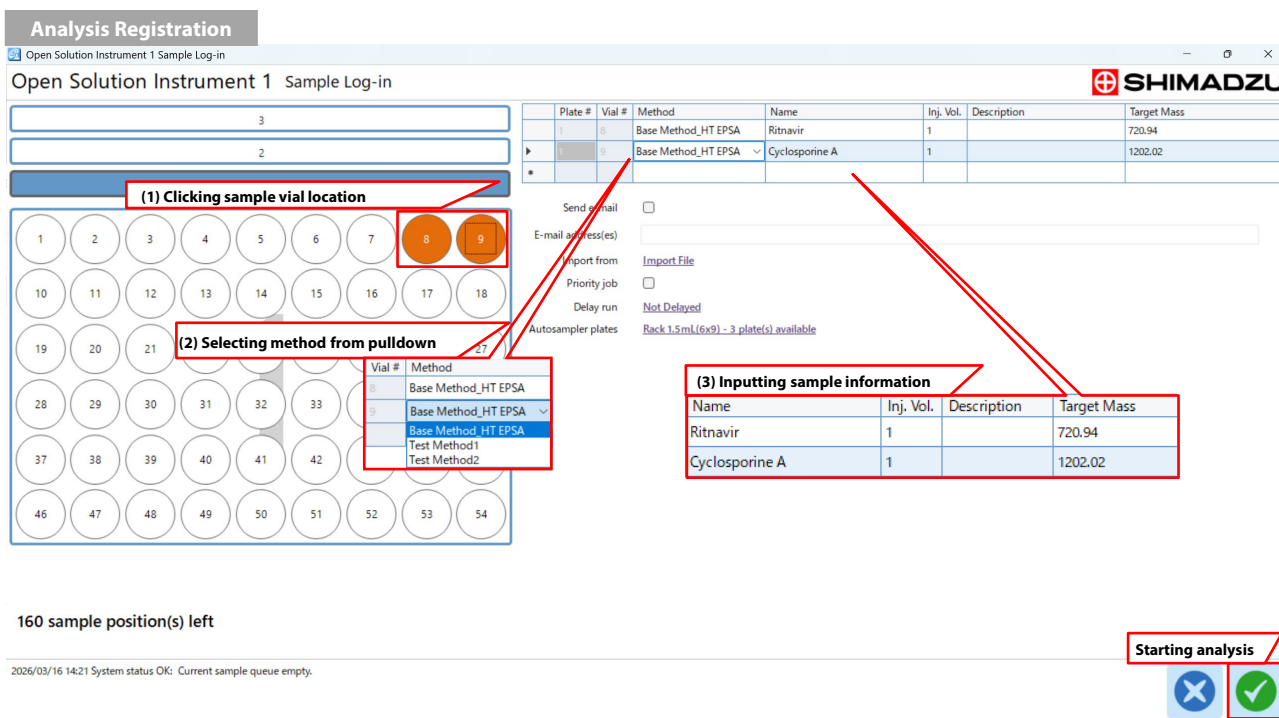 Analysis Registration
Open Solution Instrument 1 Sample Log-in
Open Solution Instrument 1 Sample Log-in
SHIMADZU
3
2
(1) Clicking sample vial location
1 2 3 4 5 6 7 8 9
10 11 12 13 14 15 16 17 18
19 20 21 27
28 29 30 31 32 33
37 38 39 40 41 42
46 47 48 49 50 51 52 53 54
(2) Selecting method from pulldown
Vial # Method
8 Base Method_HT EPSA
9 Base Method_HT EPSA
Base Method_HT EPSA
Test Method1
Test Method2
Plate # Vial # Method Name Inj. Vol. Description Target Mass
1 8 Base Method_HT EPSA Ritnavir 1 720.94
1 9 Base Method_HT EPSA Cyclosporine A 1 1202.02
*
Send e-mail
E-mail address(es)
Import from Import File
Priority job
Delay run Not Delayed
Autosampler plates Rack 1.5mL(6x9) - 3 plate(s) available
(3) Inputting sample information
Name Inj. Vol. Description Target Mass
Ritnavir 1 720.94
Cyclosporine A 1 1202.02
160 sample position(s) left
Starting analysis
2026/03/16 14:21 System status OK: Current sample queue empty.